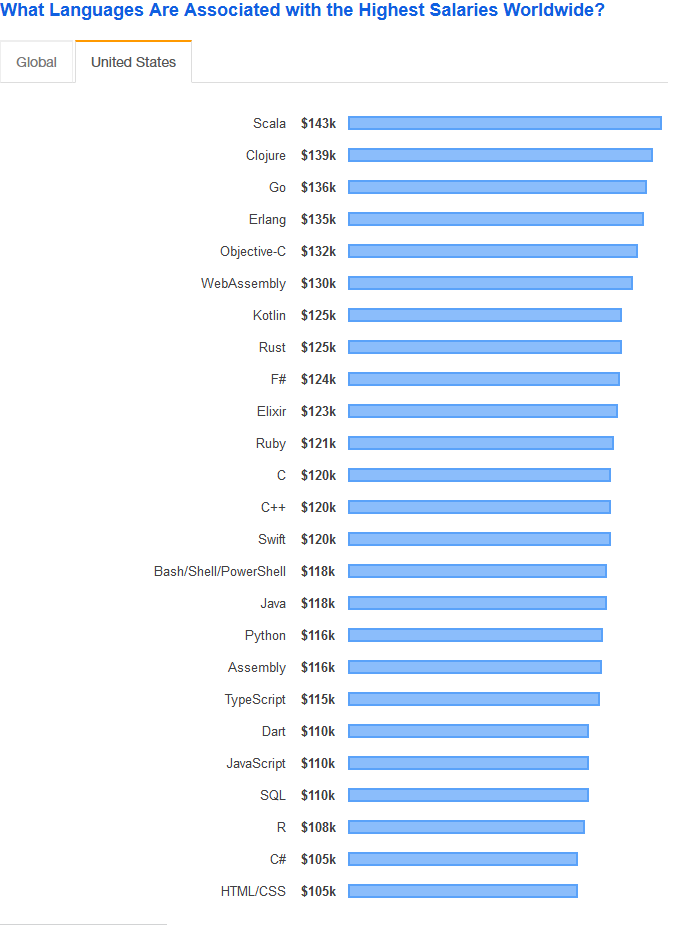 What Languages Are Associated with the Highest Salaries Worldwide?
Global United States
Scala $143k
Clojure $139k
Go $136k
Erlang $135k
Objective-C $132k
WebAssembly $130k
Kotlin $125k
Rust $125k
F# $124k
Elixir $123k
Ruby $121k
C $120k
C++ $120k
Swift $120k
Bash/Shell/PowerShell $118k
Java $118k
Python $116k
Assembly $116k
TypeScript $115k
Dart $110k
JavaScript $110k
SQL $110k
R $108k
C# $105k
HTML/CSS $105k